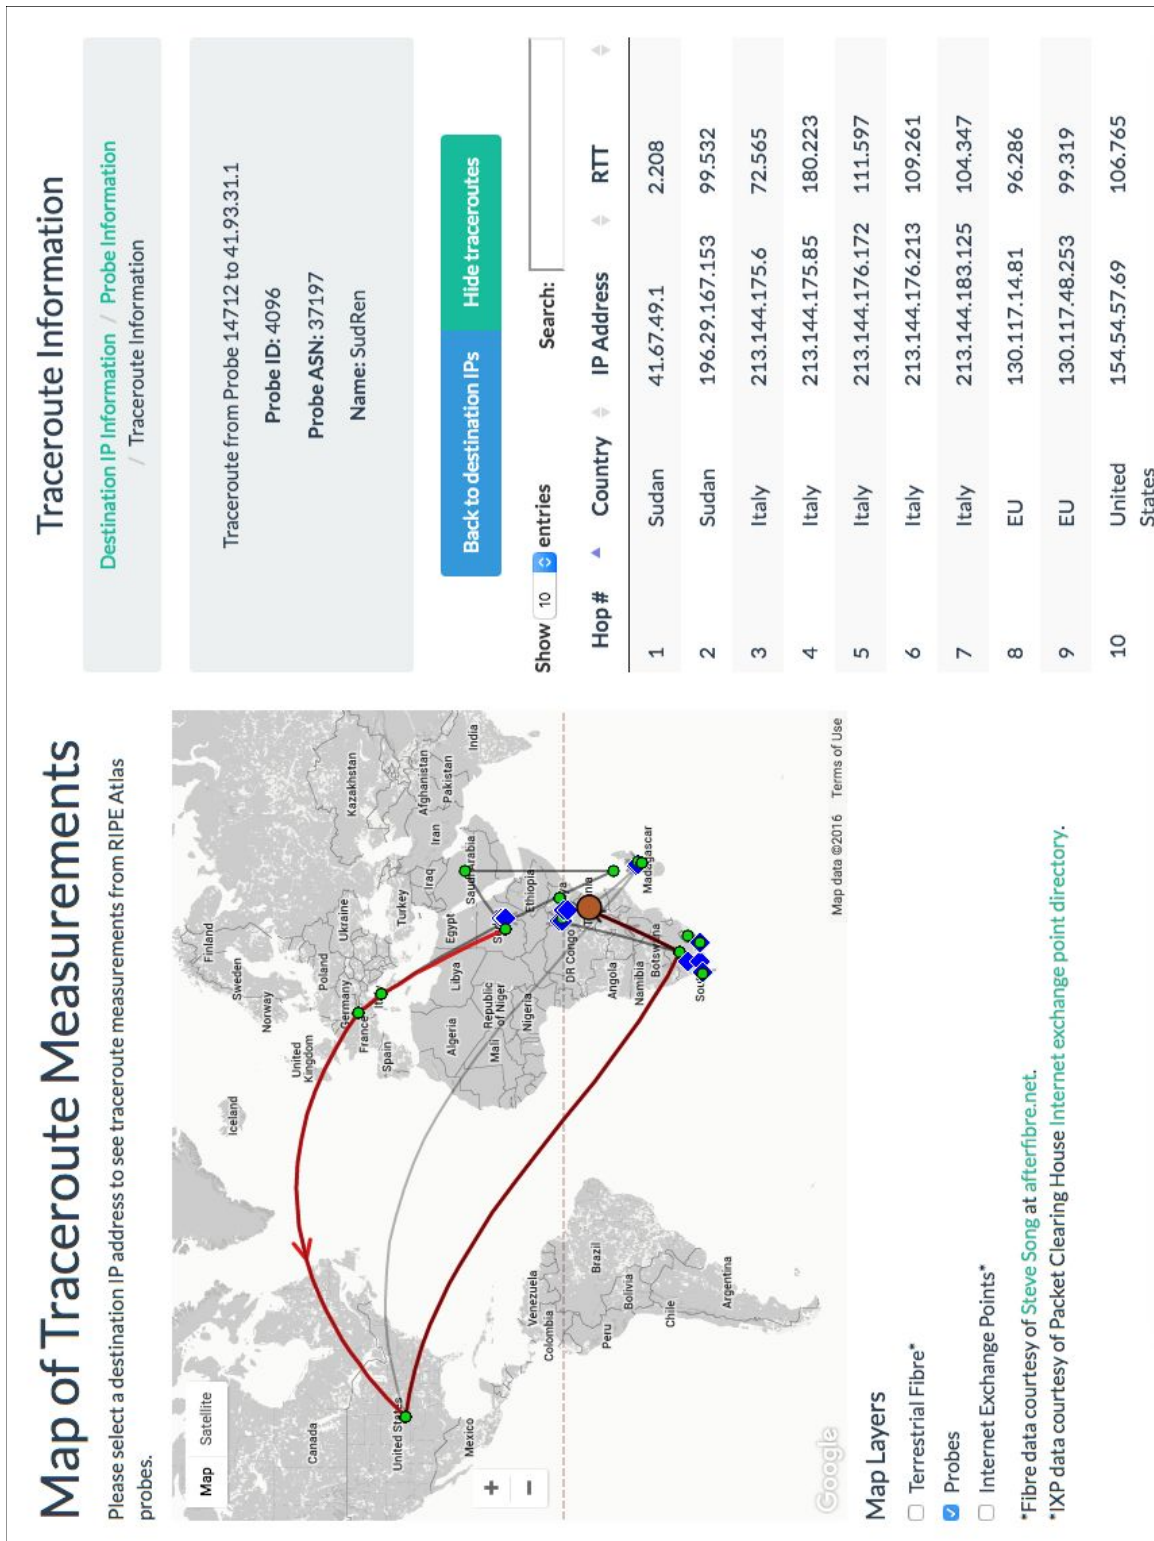 Map of Traceroute Measurements
Please select a destination IP address to see traceroute measurements from RIPE Atlas
probes.
Map Satellite
Iceland
Finland
Sweden
Norway
United
Kingdom
Poland
Germany
Ukraine
France
Spain
Turkey
Kazakhstan
Afghanistan
Pakistan
India
Iran
Iraq
Egypt
Libya
Algeria
Mali
Republic
of Niger
Nigeria
Ethiopia
DR Congo
Angola
Namibia
Botswana
Madagascar
Canada
United States
Mexico
Venezuela
Colombia
Brazil
Peru
Bolivia
Chile
Argentina
+
−
Google
Map data ©2016 Terms of Use
Map Layers
Terrestrial Fibre*
Probes
Internet Exchange Points*
*Fibre data courtesy of Steve Song at afterfibre.net.
*IXP data courtesy of Packet Clearing House Internet exchange point directory.
Traceroute Information
Destination IP Information / Probe Information
/ Traceroute Information
Traceroute from Probe 14712 to 41.93.31.1
Probe ID: 4096
Probe ASN: 37197
Name: SudRen
Back to destination IPs Hide traceroutes
Show 10 entries Search:
Hop # Country IP Address RTT
1 Sudan 41.67.49.1 2.208
2 Sudan 196.29.167.153 99.532
3 Italy 213.144.175.6 72.565
4 Italy 213.144.175.85 180.223
5 Italy 213.144.176.172 111.597
6 Italy 213.144.176.213 109.261
7 Italy 213.144.183.125 104.347
8 EU 130.117.14.81 96.286
9 EU 130.117.48.253 99.319
10 United 154.54.57.69 106.765
States